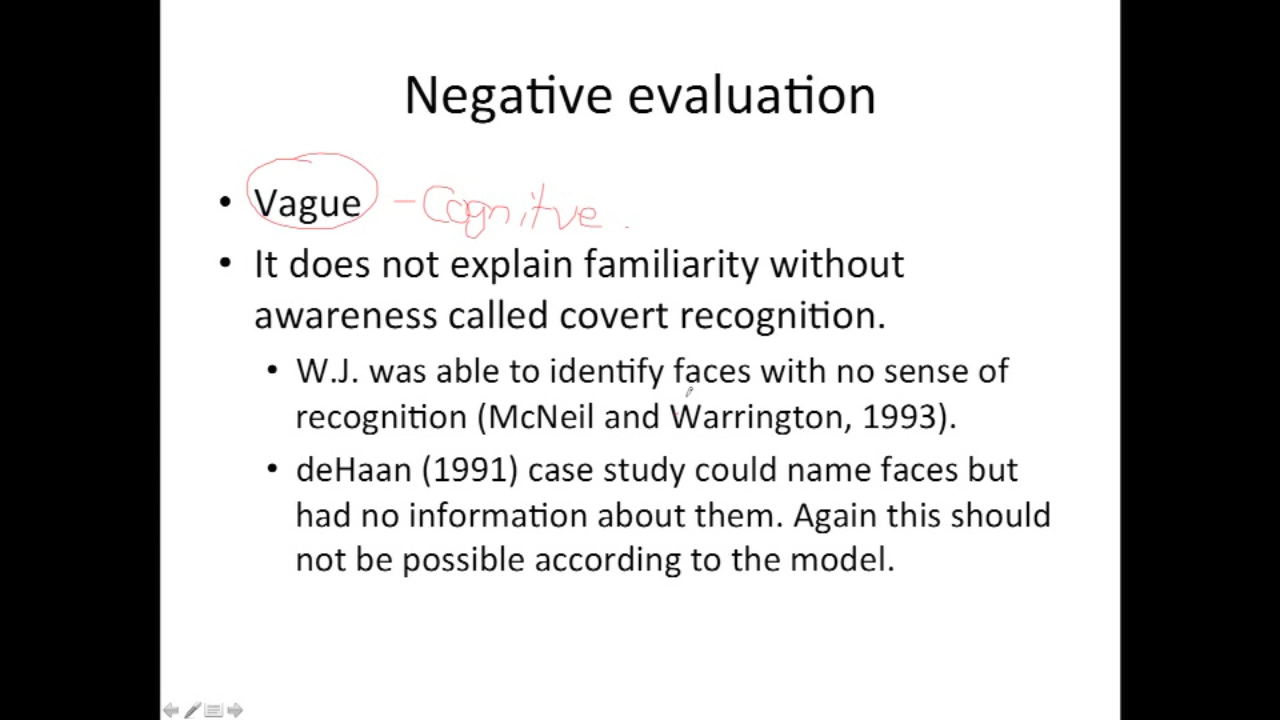 Negative evaluation
• Vague – Cognitve .
• It does not explain familiarity without
awareness called covert recognition.
• W.J. was able to identify faces with no sense of
recognition (McNeil and Warrington, 1993).
• deHaan (1991) case study could name faces but
had no information about them. Again this should
not be possible according to the model.